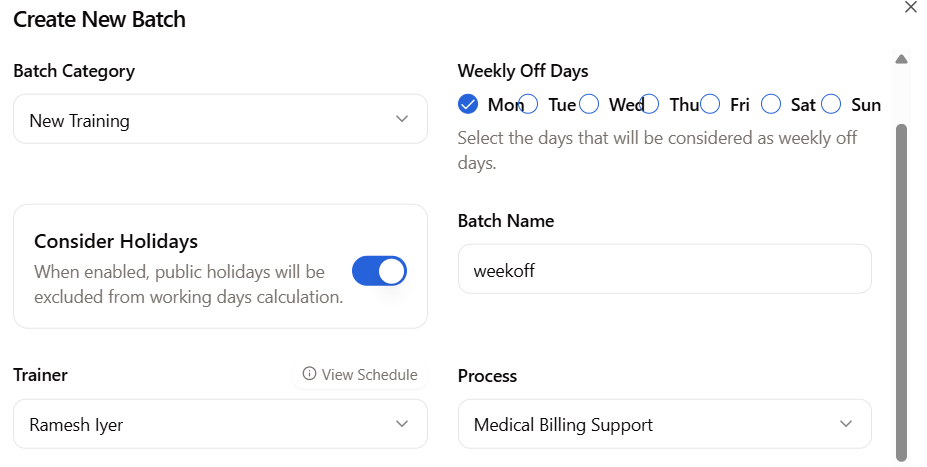 Create New Batch
Batch Category
New Training
Weekly Off Days
Mon Tue Wed Thu Fri Sat Sun
Select the days that will be considered as weekly off
days.
Consider Holidays
When enabled, public holidays will be
excluded from working days calculation.
Batch Name
weekoff
Trainer
View Schedule
Ramesh Iyer
Process
Medical Billing Support